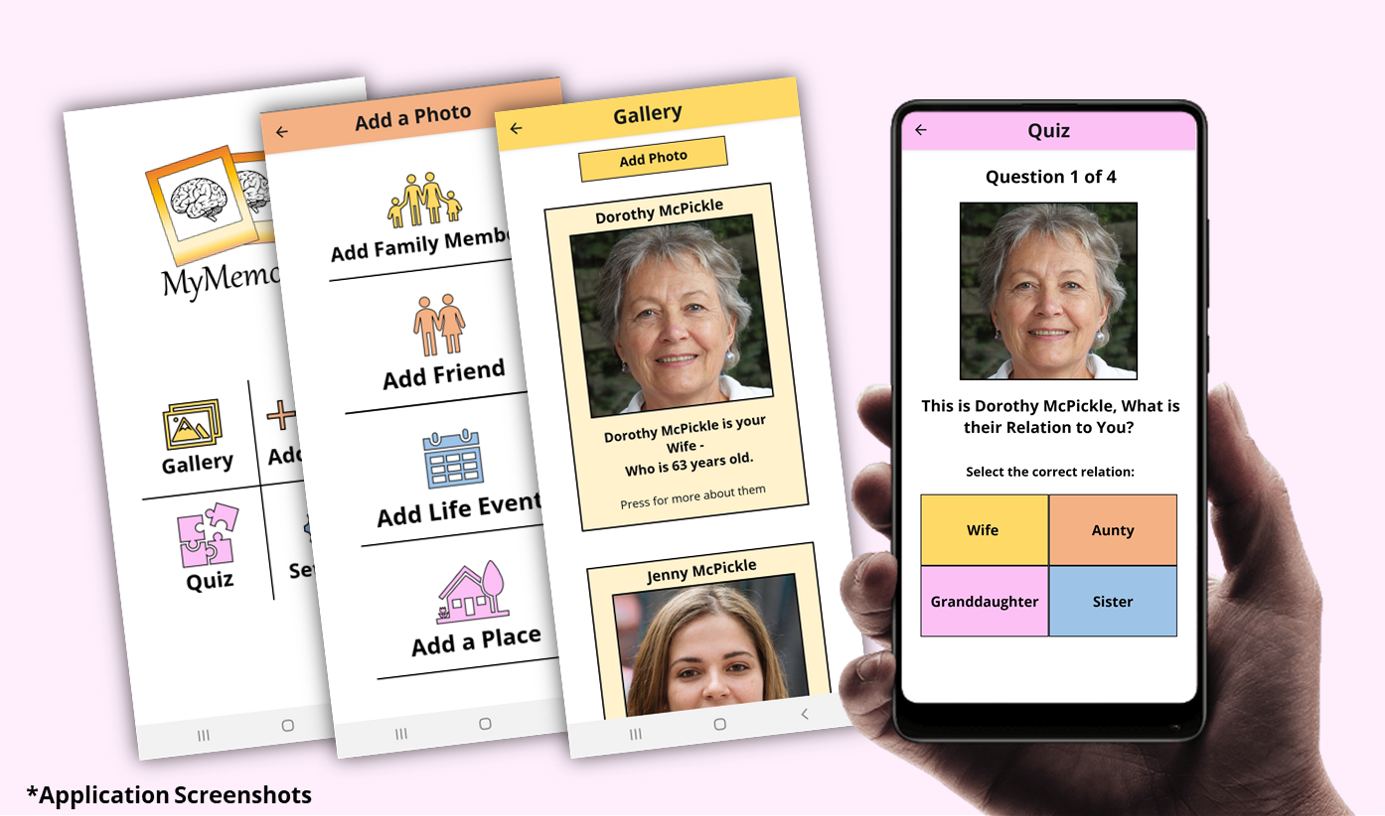 MyMemo
Gallery
Quiz
Add a Photo
Add Family Membe
Add Friend
Add Life Event
Add a Place
Gallery
Add Photo
Dorothy McPickle
Dorothy McPickle is your
Wife -
Who is 63 years old.
Press for more about them
Jenny McPickle
Quiz
Question 1 of 4
This is Dorothy McPickle, What is
their Relation to You?
Select the correct relation:
Wife
Aunty
Granddaughter
Sister
*Application Screenshots